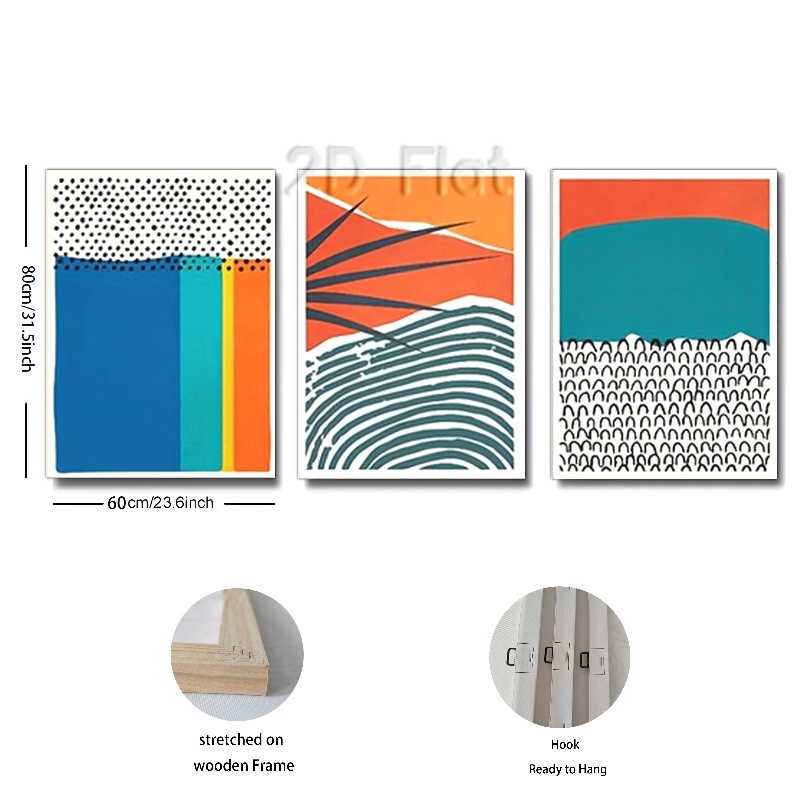 2D Flat
80cm/31.5inch
60cm/23.6inch
stretched on
wooden Frame
Hook
Ready to Hang